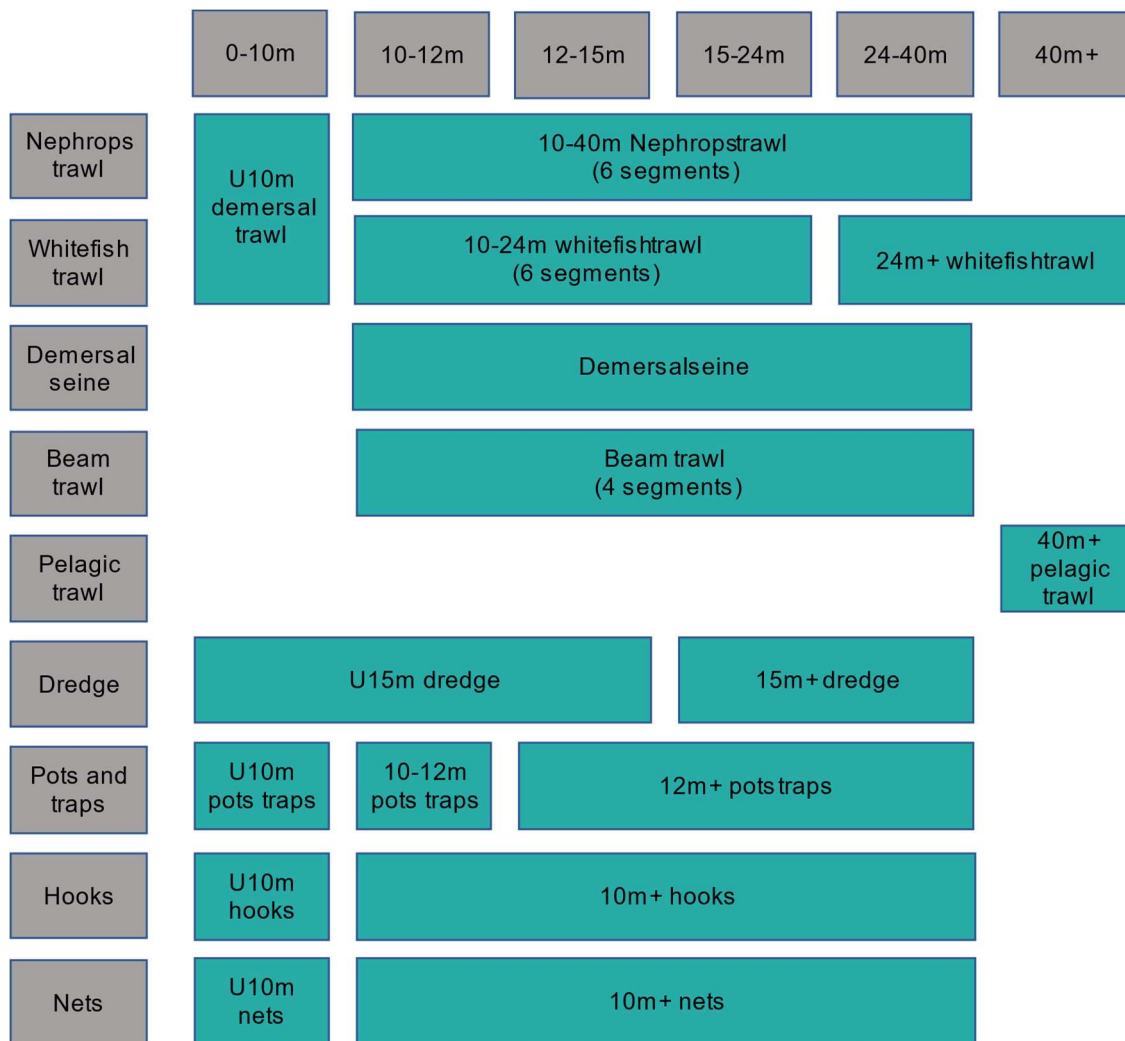 0-10m
10-12m
12-15m
15-24m
24-40m
40m+
Nephrops
trawl
U10m
demersal
trawl
10-40m Nephropstrawl
(6 segments)
Whitefish
trawl
10-24m whitefishtrawl
(6 segments)
24m+ whitefishtrawl
Demersal
seine
Demersalseine
Beam
trawl
Beam trawl
(4 segments)
Pelagic
trawl
40m+
pelagic
trawl
Dredge
U15m dredge
15m+ dredge
Pots and
traps
U10m
pots traps
10-12m
pots traps
12m+ potstraps
Hooks
U10m
hooks
10m+ hooks
Nets
U10m
nets
10m+ nets